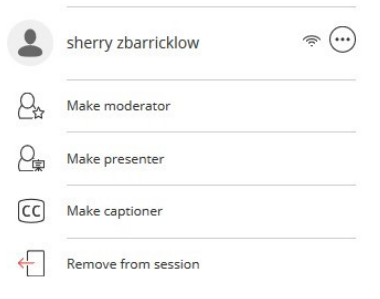 sherry zbarricklow
Make moderator
Make presenter
CC Make captioner
Remove from session